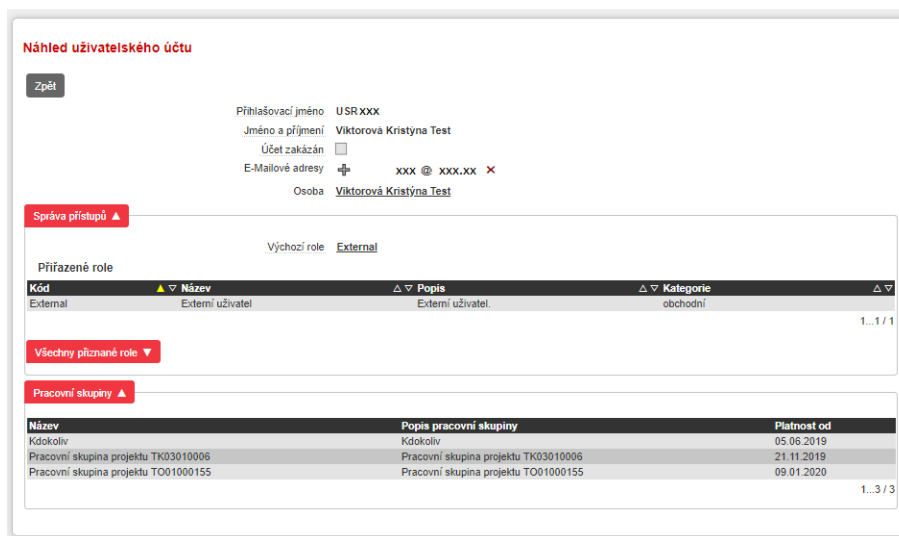 Náhled uživatelského účtu
Zpět
Přihlašovací jméno USRxxx
Jméno a příjmení Viktorová Kristýna Test
Účet zakázán
E-Mailové adresy xxx @ xxx.xx
Osoba Viktorová Kristýna Test
Správa přístupů ▲
Výchozí role External
Přiřazené role
Kód ▲ ▽ Název △ ▽ Popis △ ▽ Kategorie △ ▽
External Externí uživatel Externí uživatel. obchodní
1...1 / 1
Všechny přiznané role ▼
Pracovní skupiny ▲
Název Popis pracovní skupiny Platnost od
Kdokoliv Kdokoliv 05.06.2019
Pracovní skupina projektu TK03010006 Pracovní skupina projektu TK03010006 21.11.2019
Pracovní skupina projektu TO01000155 Pracovní skupina projektu TO01000155 09.01.2020
1...3 / 3